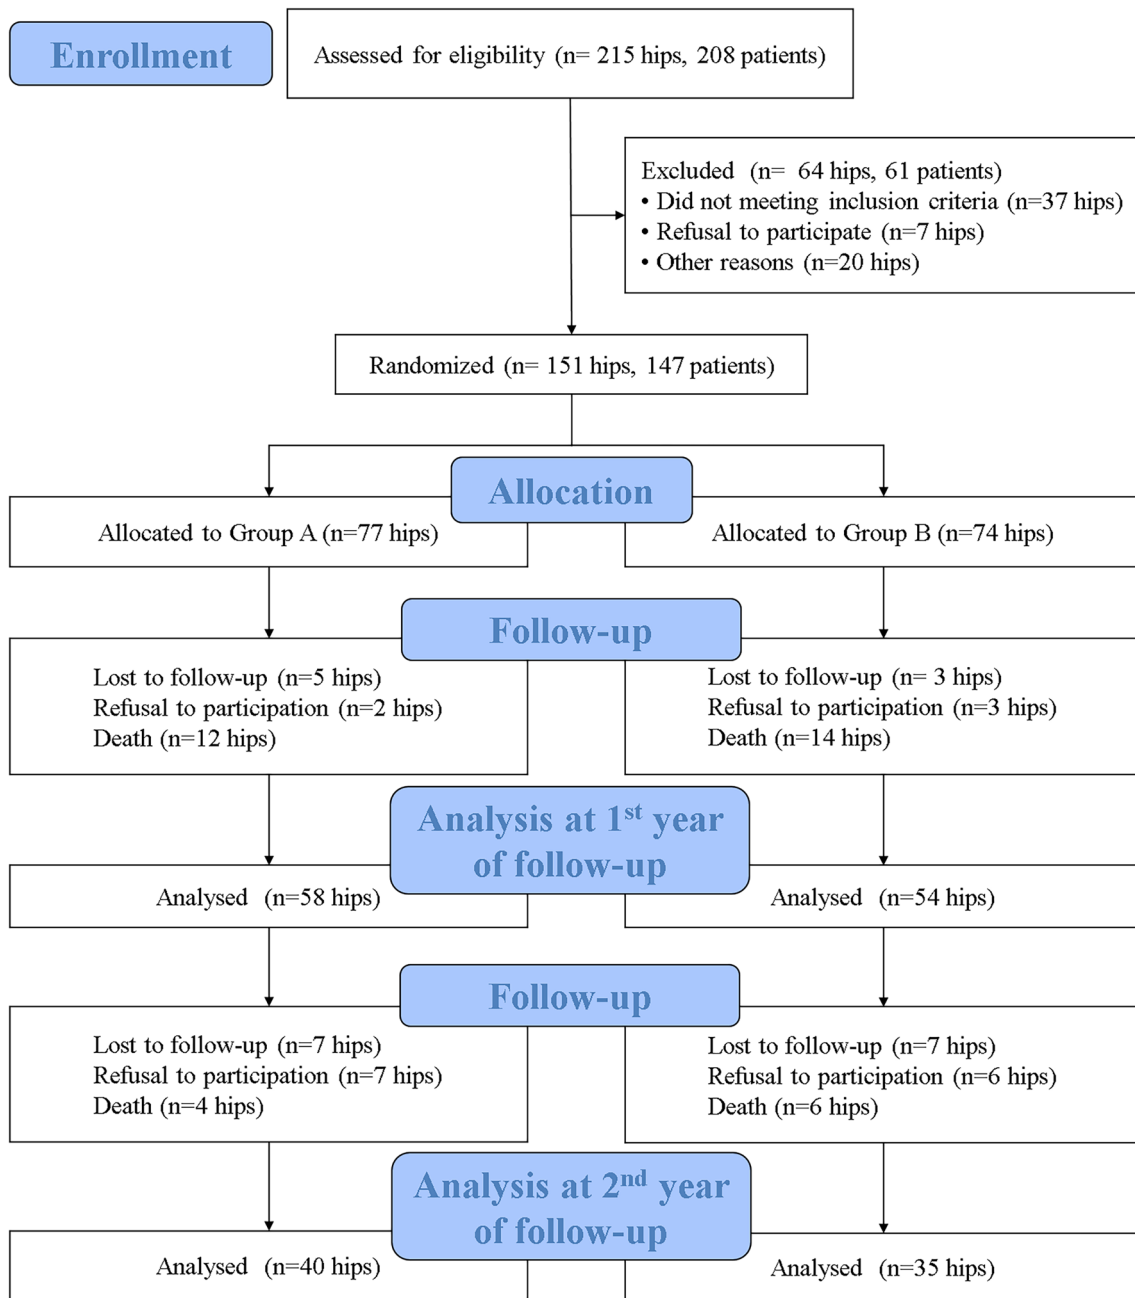 Enrollment
Assessed for eligibility (n= 215 hips, 208 patients)
Excluded (n= 64 hips, 61 patients)
• Did not meeting inclusion criteria (n=37 hips)
• Refusal to participate (n=7 hips)
• Other reasons (n=20 hips)
Randomized (n= 151 hips, 147 patients)
Allocation
Allocated to Group A (n=77 hips)
Allocated to Group B (n=74 hips)
Follow-up
Lost to follow-up (n=5 hips)
Refusal to participation (n=2 hips)
Death (n=12 hips)
Lost to follow-up (n= 3 hips)
Refusal to participation (n=3 hips)
Death (n=14 hips)
Analysis at 1st year
of follow-up
Analysed (n=58 hips)
Analysed (n=54 hips)
Follow-up
Lost to follow-up (n=7 hips)
Refusal to participation (n=7 hips)
Death (n=4 hips)
Lost to follow-up (n=7 hips)
Refusal to participation (n=6 hips)
Death (n=6 hips)
Analysis at 2nd year
of follow-up
Analysed (n=40 hips)
Analysed (n=35 hips)